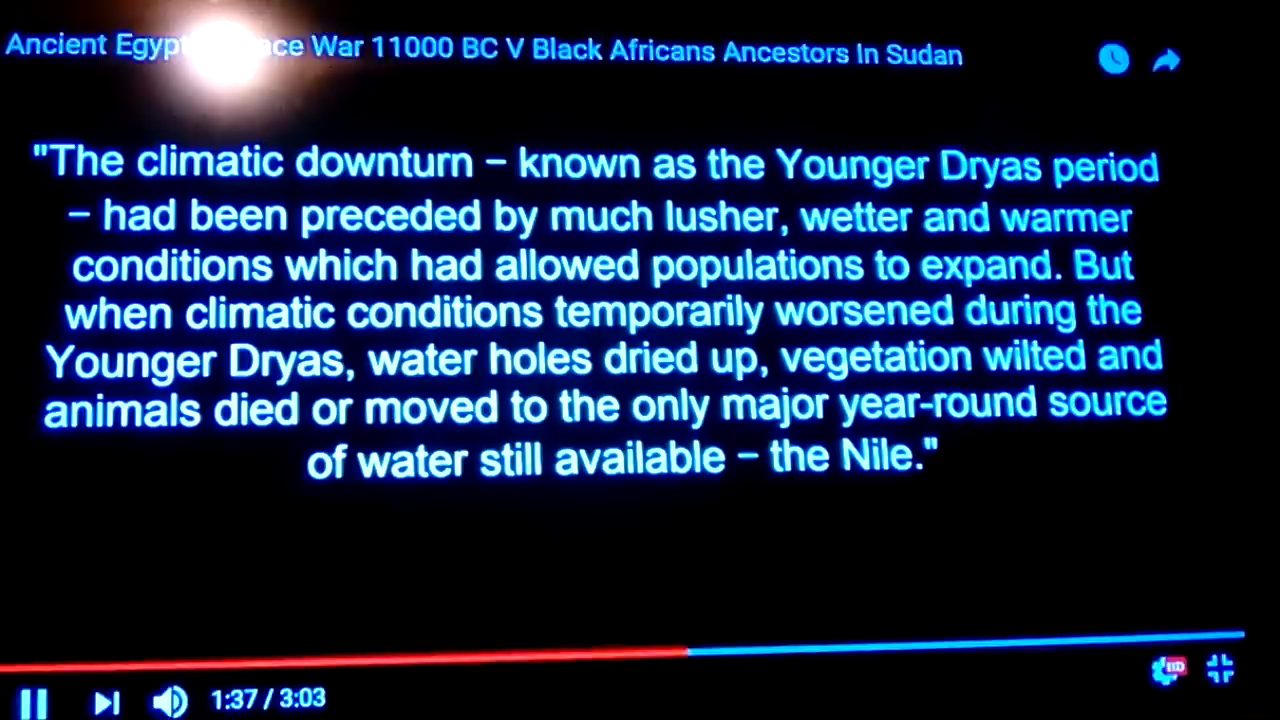 Ancient Egypt War 11000 BC V Black Africans Ancestors In Sudan
"The climatic downturn – known as the Younger Dryas period
– had been preceded by much lusher, wetter and warmer
conditions which had allowed populations to expand. But
when climatic conditions temporarily worsened during the
Younger Dryas, water holes dried up, vegetation wilted and
animals died or moved to the only major year-round source
of water still available – the Nile."
HD
1:37 / 3:03